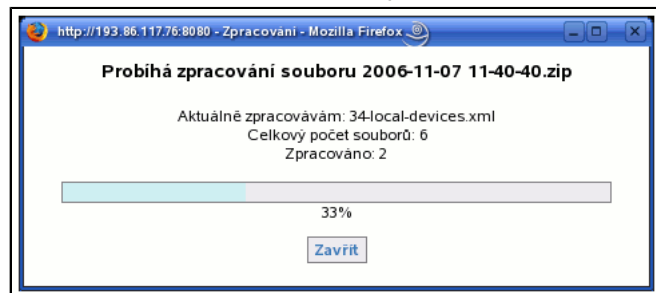 http://193.86.117.76:8080 - Zpracování - Mozilla Firefox
Probíhá zpracování souboru 2006-11-07 11-40-40.zip
Aktuálně zpracovávám: 34-local-devices.xml
Celkový počet souborů: 6
Zpracováno: 2
33%
Zavřít